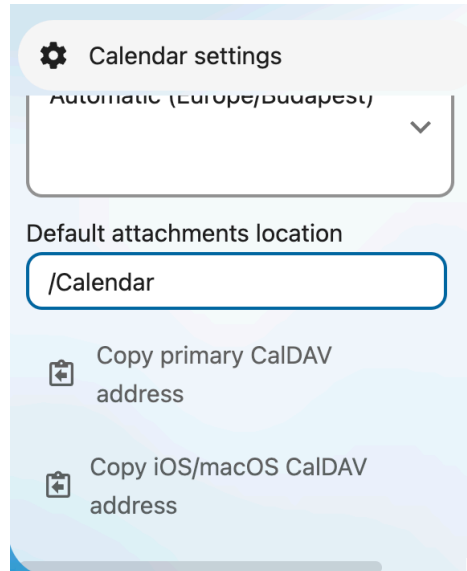 Calendar settings
Automatic (Europe/Budapest)
Default attachments location
/Calendar
Copy primary CalDAV
address
Copy iOS/macOS CalDAV
address